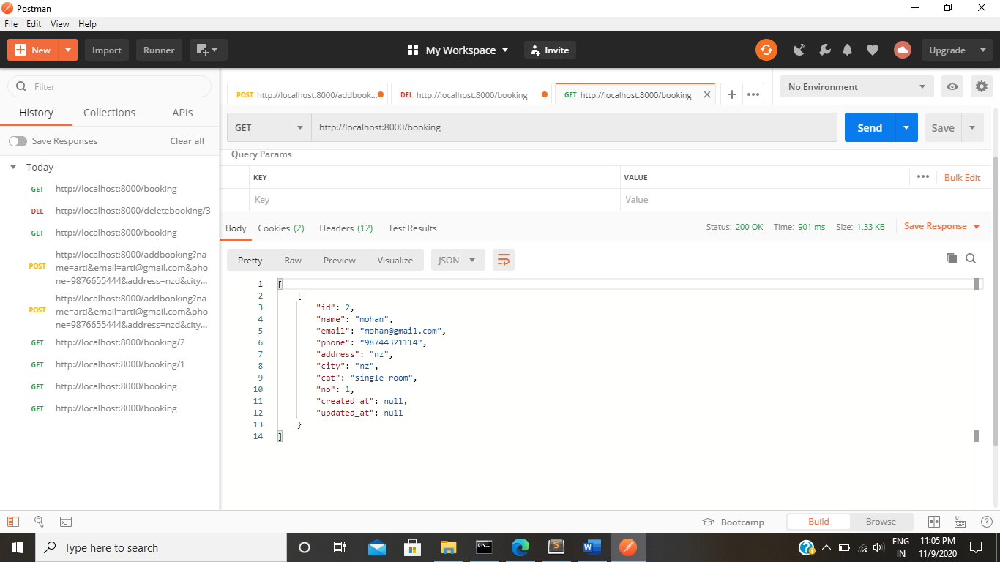 Postman
File Edit View Help
New Import Runner My Workspace Invite Upgrade
Filter
History Collections APIs
Save Responses Clear all
Today
GET http://localhost:8000/booking
DEL http://localhost:8000/deletebooking/3
GET http://localhost:8000/booking
POST http://localhost:8000/addbooking?na
me=arti&email=arti@gmail.com&pho
ne=9876655444&address=nzd&city...
POST http://localhost:8000/addbooking?na
me=arti&email=arti@gmail.com&pho
ne=9876655444&address=nzd&city...
GET http://localhost:8000/booking/2
GET http://localhost:8000/booking/1
GET http://localhost:8000/booking
GET http://localhost:8000/booking
POST http://localhost:8000/addbook... DEL http://localhost:8000/booking GET http://localhost:8000/booking No Environment
GET http://localhost:8000/booking Send Save
Query Params
KEY VALUE Bulk Edit
Key Value
Body Cookies (2) Headers (12) Test Results Status: 200 OK Time: 901 ms Size: 1.33 KB Save Response
Pretty Raw Preview Visualize JSON
1 [
2 {
3 "id": 2,
4 "name": "mohan",
5 "email": "mohan@gmail.com",
6 "phone": "98744321114",
7 "address": "nz",
8 "city": "nz",
9 "cat": "single room",
10 "no": 1,
11 "created_at": null,
12 "updated_at": null
13 }
14 ]
Bootcamp Build Browse
Type here to search
ENG 11:05 PM
IN 11/9/2020